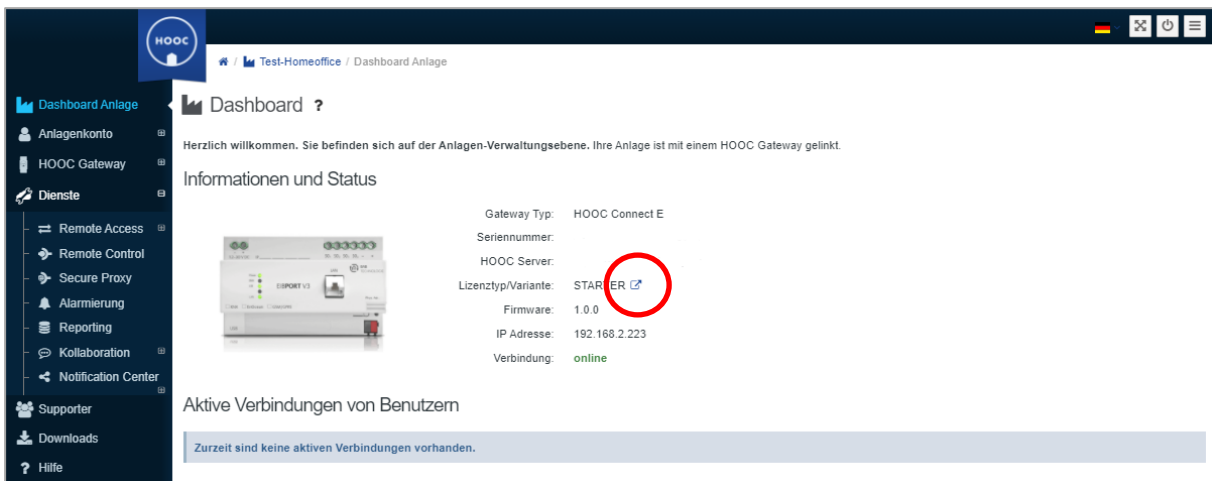 HOOC
/ Test-Homeoffice / Dashboard Anlage
Dashboard Anlage
Anlagenkonto
HOOC Gateway
Dienste
Remote Access
Remote Control
Secure Proxy
Alarmierung
Reporting
Kollaboration
Notification Center
Supporter
Downloads
? Hilfe
Dashboard ?
Herzlich willkommen. Sie befinden sich auf der Anlagen-Verwaltungsebene. Ihre Anlage ist mit einem HOOC Gateway gelinkt.
Informationen und Status
EIBPORT V3
Gateway Typ: HOOC Connect E
Seriennummer:
HOOC Server:
Lizenztyp/Variante: STARTER
Firmware: 1.0.0
IP Adresse: 192.168.2.223
Verbindung: online
Aktive Verbindungen von Benutzern
Zurzeit sind keine aktiven Verbindungen vorhanden.